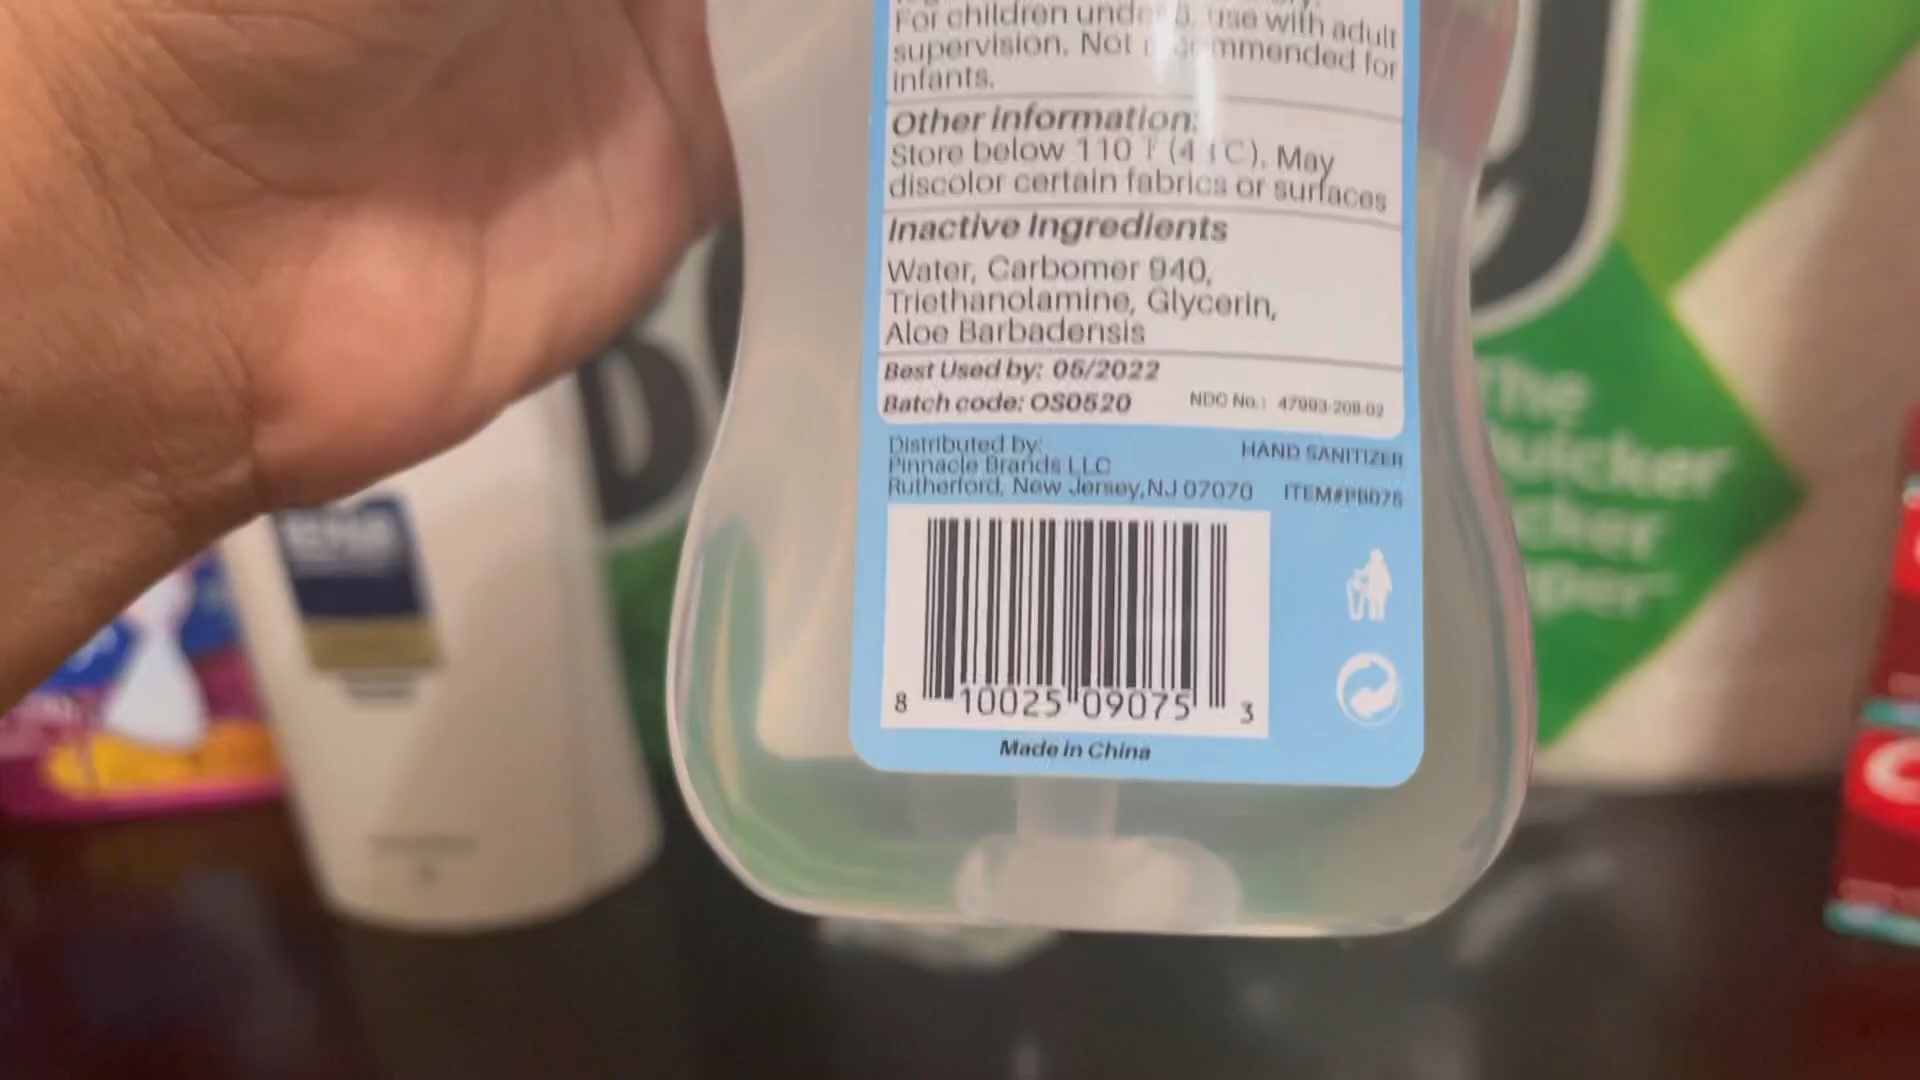 For children under 6, use with adult
supervision. Not recommended for
infants.
Other information:
Store below 110 F (4 C). May
discolor certain fabrics or surfaces
Inactive Ingredients
Water, Carbomer 940,
Triethanolamine, Glycerin,
Aloe Barbadensis
Best Used by: 05/2022
Batch code: OS0520
NDC No.: 47993-208-02
Distributed by:
Pinnacle Brands LLC
Rutherford, New Jersey,NJ 07070
HAND SANITIZER
ITEM#PB075
8 10025 09075 3
Made in China
The